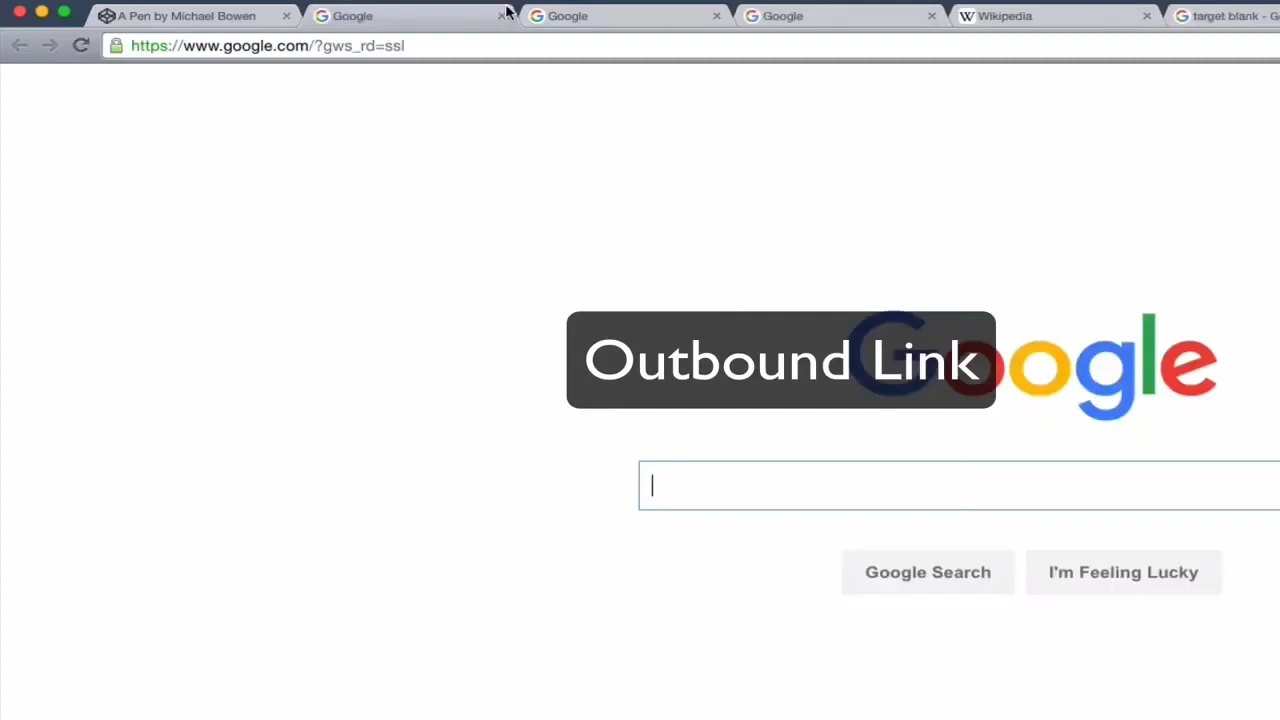 A Pen by Michael Bowen
Google
Google
Google
W Wikipedia
target blank - G
https://www.google.com/?gws_rd=ssl
Google
Outbound Link
Google Search
I'm Feeling Lucky